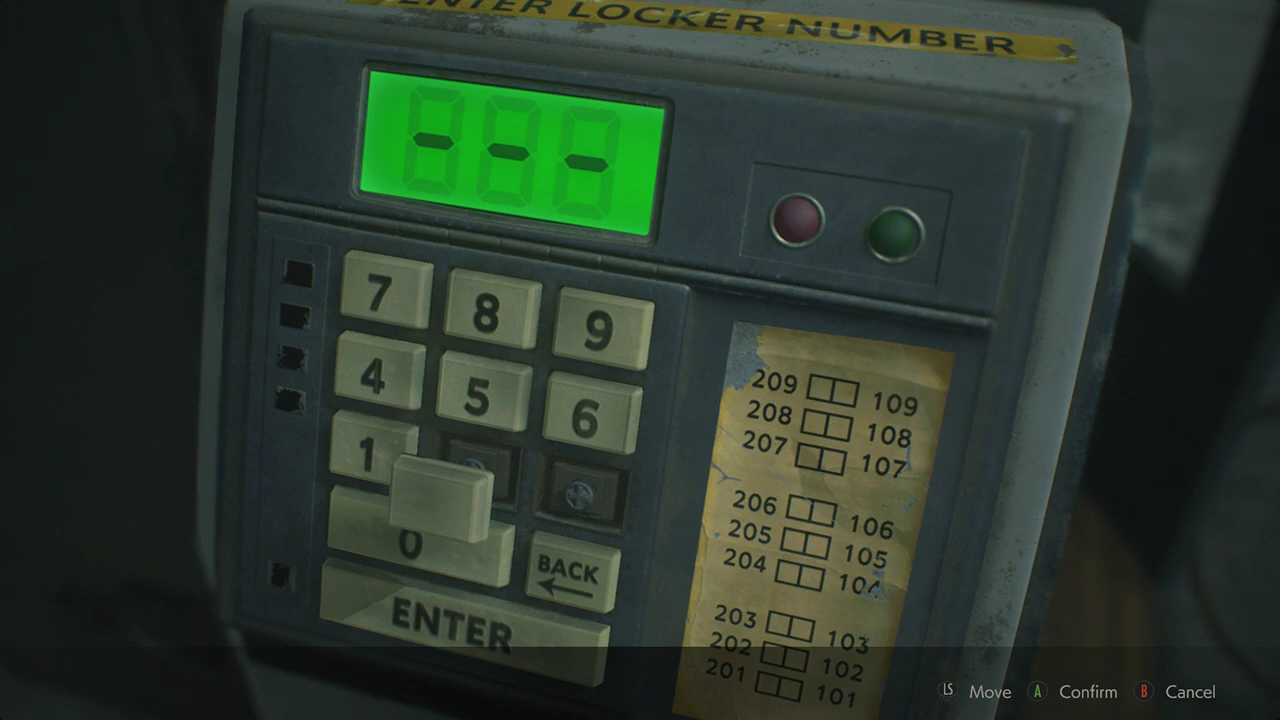 ENTER LOCKER NUMBER
- - -
7 8 9
4 5 6
1
0 BACK
ENTER
209 109
208 108
207 107
206 106
205 105
204 104
203 103
202 102
201 101
LS Move A Confirm B Cancel